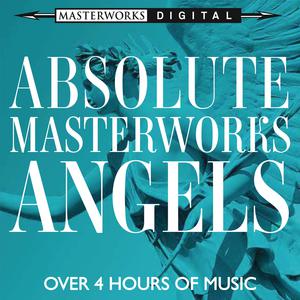 MASTERWORKS DIGITAL
ABSOLUTE
MASTERWORKS
ANGELS
OVER 4 HOURS OF MUSIC